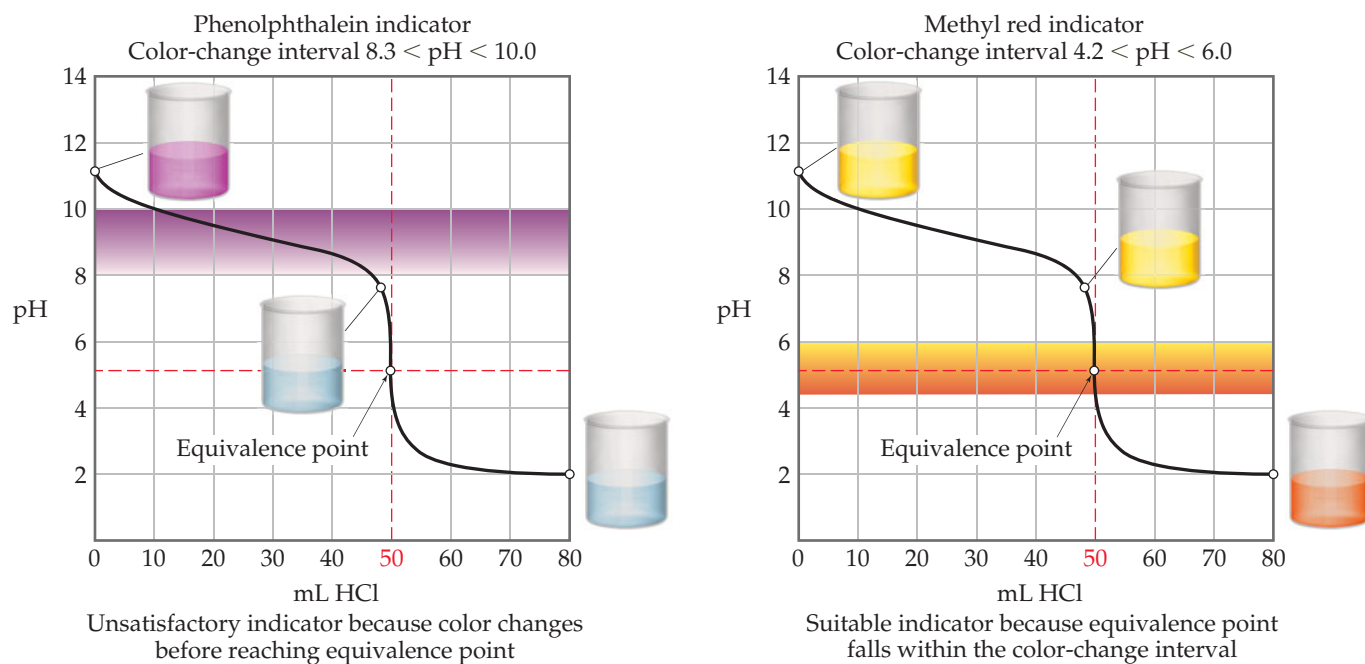 Phenolphthalein indicator
Color-change interval 8.3 < pH < 10.0
14
12
10
8
6
4
2
pH
Equivalence point
0 10 20 30 40 50 60 70 80
mL HCl
Unsatisfactory indicator because color changes
before reaching equivalence point
Methyl red indicator
Color-change interval 4.2 < pH < 6.0
14
12
10
8
6
4
2
pH
Equivalence point
0 10 20 30 40 50 60 70 80
mL HCl
Suitable indicator because equivalence point
falls within the color-change interval